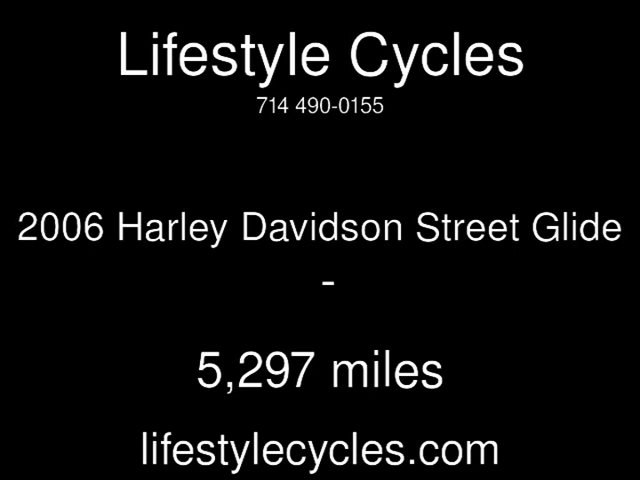 Lifestyle Cycles
714 490-0155
2006 Harley Davidson Street Glide
-
5,297 miles
lifestylecycles.com